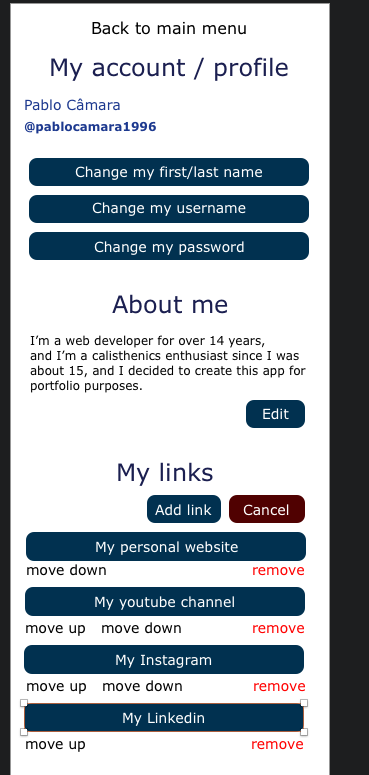 Back to main menu
My account / profile
Pablo Câmara
@pablocamara1996
Change my first/last name
Change my username
Change my password
About me
I’m a web developer for over 14 years,
and I’m a calisthenics enthusiast since I was
about 15, and I decided to create this app for
portfolio purposes.
Edit
My links
Add link Cancel
My personal website
move down remove
My youtube channel
move up move down remove
My Instagram
move up move down remove
My Linkedin
move up remove